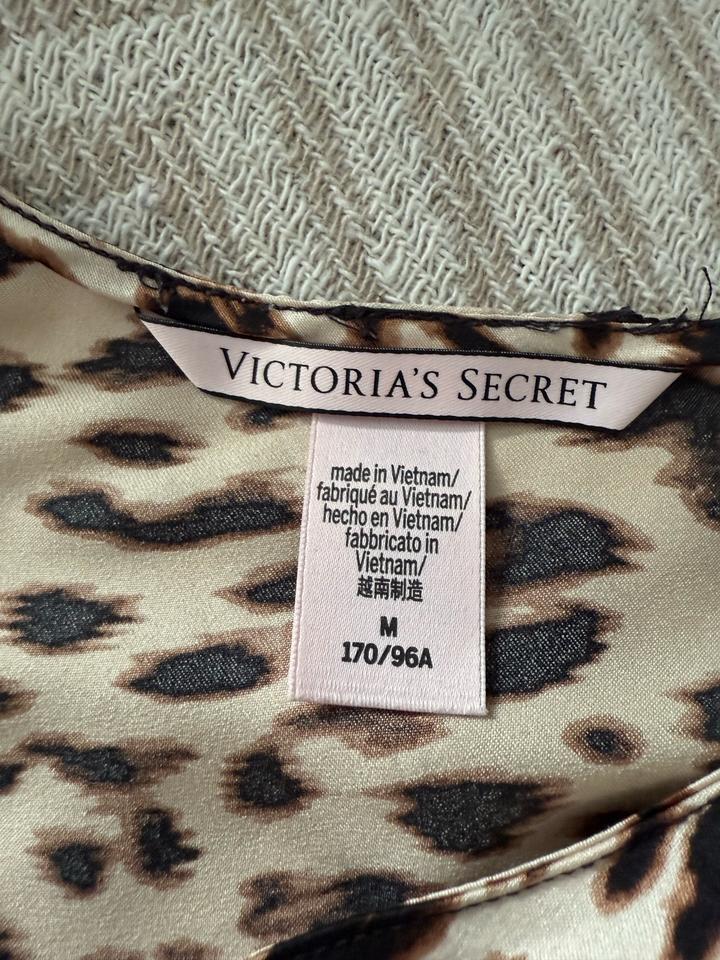 VICTORIA'S SECRET
made in Vietnam/
fabriqué au Vietnam/
hecho en Vietnam/
fabbricato in
Vietnam/
越南制造
M
170/96A